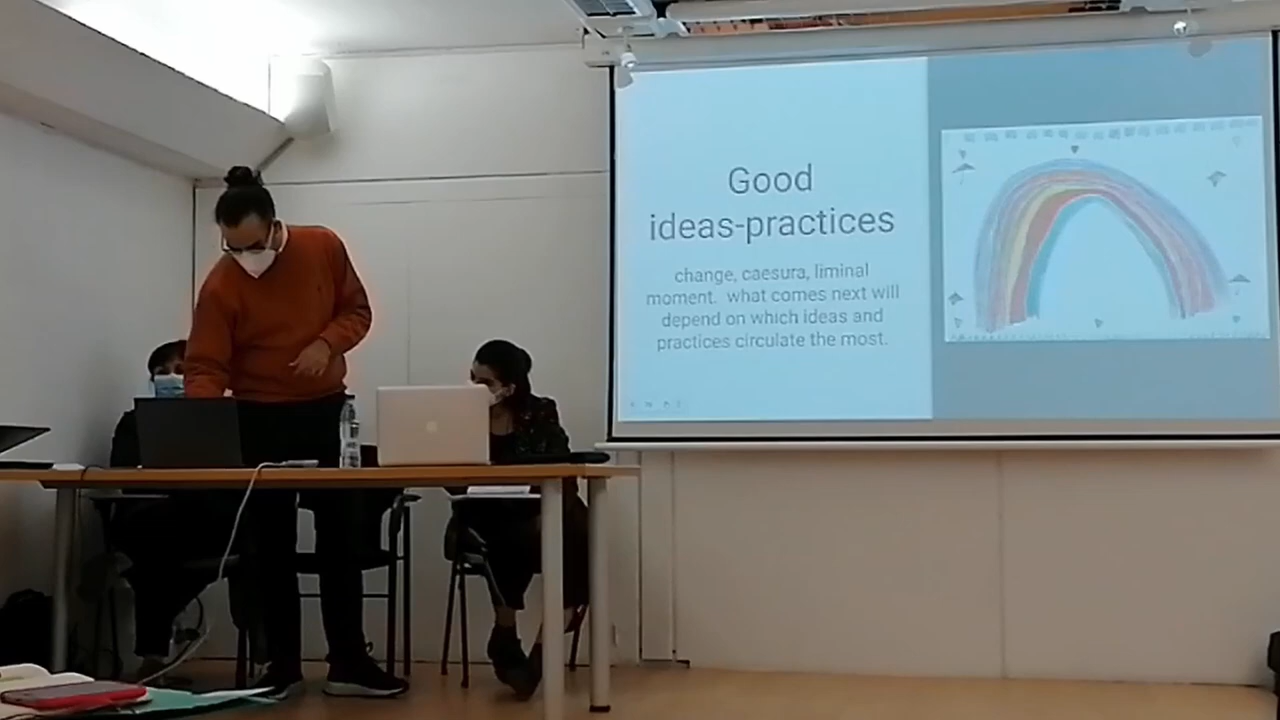 Good
ideas-practices
change, caesura, liminal
moment. what comes next will
depend on which ideas and
practices circulate the most.